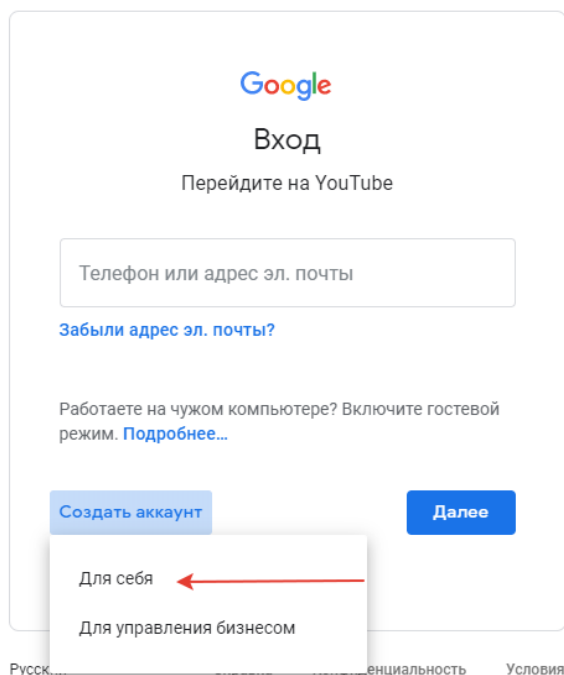 Google
Вход
Перейдите на YouTube
Телефон или адрес эл. почты
Забыли адрес эл. почты?
Работаете на чужом компьютере? Включите гостевой
режим. Подробнее...
Создать аккаунт
Далее
Для себя
Для управления бизнесом
Условия